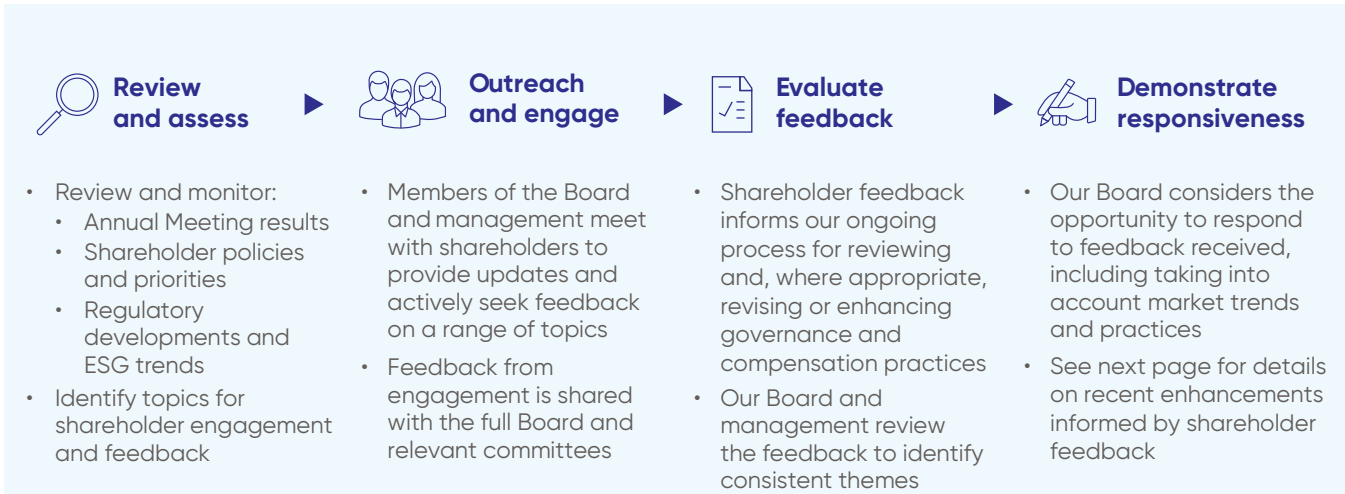 Review
and assess
• Review and monitor:
• Annual Meeting results
• Shareholder policies
and priorities
• Regulatory
developments and
ESG trends
• Identify topics for
shareholder engagement
and feedback
Outreach
and engage
• Members of the Board
and management meet
with shareholders to
provide updates and
actively seek feedback
on a range of topics
• Feedback from
engagement is shared
with the full Board and
relevant committees
Evaluate
feedback
• Shareholder feedback
informs our ongoing
process for reviewing
and, where appropriate,
revising or enhancing
governance and
compensation practices
• Our Board and
management review
the feedback to identify
consistent themes
Demonstrate
responsiveness
• Our Board considers the
opportunity to respond
to feedback received,
including taking into
account market trends
and practices
• See next page for details
on recent enhancements
informed by shareholder
feedback